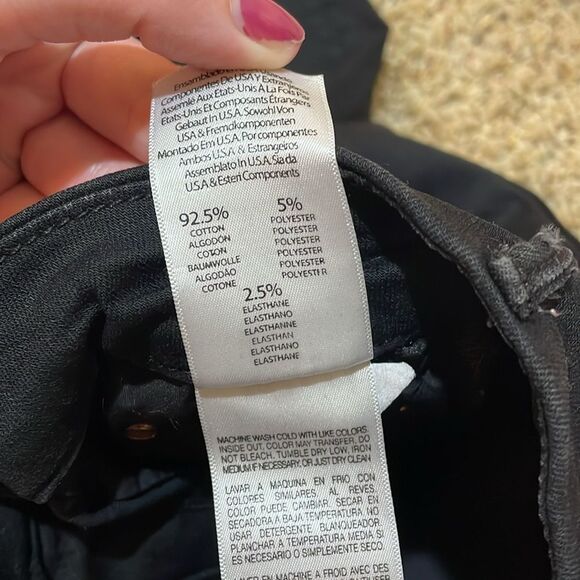 Componentes De USA Y Extranjeros
Assemlé Aux Etats-Unis A La Fois Par
Etats-Unis Et Composants Étrangers
Gebaut In U.S.A. Sowohl Von
USA & Fremdkomponenten
Montado Em U.S.A. Por componentes
Ambos USA & Estrangeiros
Assemblato In U.S.A. Sia da
U.S.A & Esteri Components
92.5% 5%
COTTON POLYESTER
ALGODÓN POLYESTER
COTON POLYESTER
BAUMWOLLE POLYESTER
ALGODÃO POLYESTER
COTONE POLYESTER
2.5%
ELASTHANE
ELASTHANO
ELASTHANNE
ELASTHAN
ELASTHANO
ELASTHANE
MACHINE WASH COLD WITH LIKE COLORS.
INSIDE OUT. COLOR MAY TRANSFER, DO
NOT BLEACH. TUMBLE DRY LOW, IRON
MEDIUM IF NECESSARY, OR JUST DRY CLEAN
LAVAR A MAQUINA EN FRIO CON
COLORES SIMILARES, AL REVES.
COLOR PUEDE CAMBIAR, SECAR EN
SECADORA A BAJA TEMPERATURA NO
USAR DETERGENTE BLANQUEADOR.
PLANCHAR A TEMPERATURA MEDIA SI
ES NECESARIO O SIMPLEMENTE SECO.
LAVER EN MACHINE A FROID AVEC DES